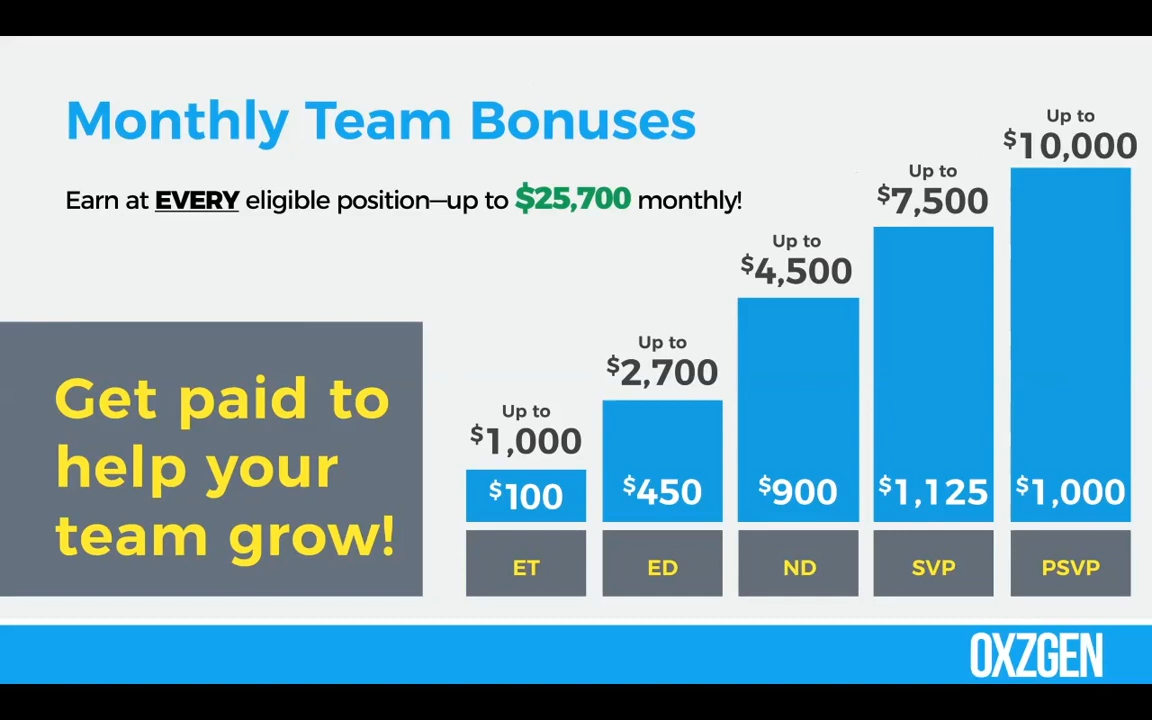 Monthly Team Bonuses
Earn at EVERY eligible position—up to $25,700 monthly!
Get paid to
help your
team grow!
Up to
$1,000
$100
ET
Up to
$2,700
$450
ED
Up to
$4,500
$900
ND
Up to
$7,500
$1,125
SVP
Up to
$10,000
$1,000
PSVP
OXZGEN